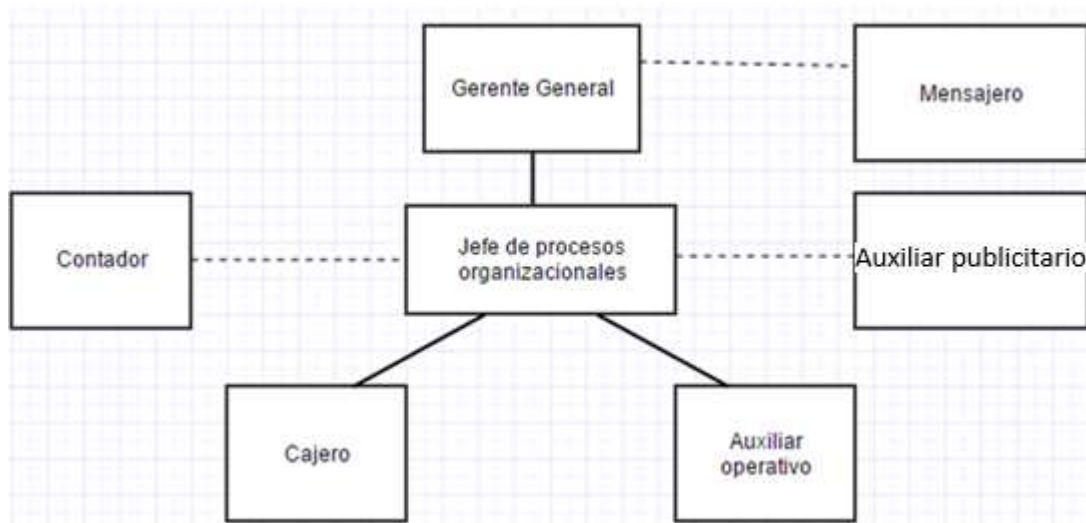 Gerente General
Mensajero
Contador
Jefe de procesos
organizacionales
Auxiliar publicitario
Cajero
Auxiliar
operativo